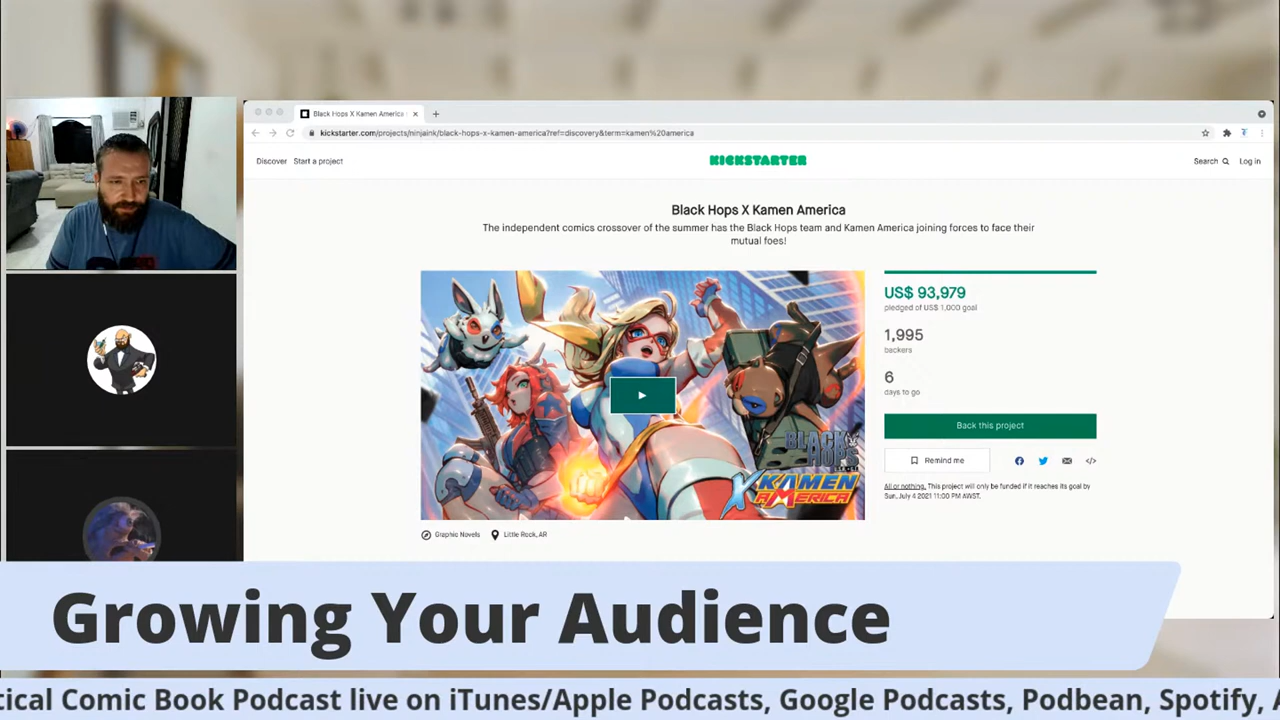 Black Hops X Kamen America
kickstarter.com/projects/ninjaink/black-hops-x-kamen-america?ref=discovery&term=kamen%20america
Discover Start a project
KICKSTARTER
Search Log in
Black Hops X Kamen America
The independent comics crossover of the summer has the Black Hops team and Kamen America joining forces to face their
mutual foes!
US$ 93,979
pledged of US$ 1,000 goal
1,995
backers
6
days to go
Back this project
Remind me
All or nothing. This project will only be funded if it reaches its goal by
Sun, July 4 2021 11:00 PM AWST.
BLACK
HOPS
X KAMEN
AMERICA
Graphic Novels Little Rock, AR
Growing Your Audience
tical Comic Book Podcast live on iTunes/Apple Podcasts, Google Podcasts, Podbean, Spotify, A